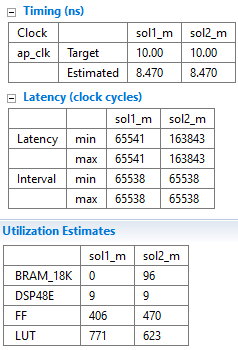 Timing (ns)
Clock sol1_m sol2_m
ap_clk Target 10.00 10.00
Estimated 8.470 8.470
Latency (clock cycles)
sol1_m sol2_m
Latency min 65541 163843
max 65541 163843
Interval min 65538 65538
max 65538 65538
Utilization Estimates
sol1_m sol2_m
BRAM_18K 0 96
DSP48E 9 9
FF 406 470
LUT 771 623